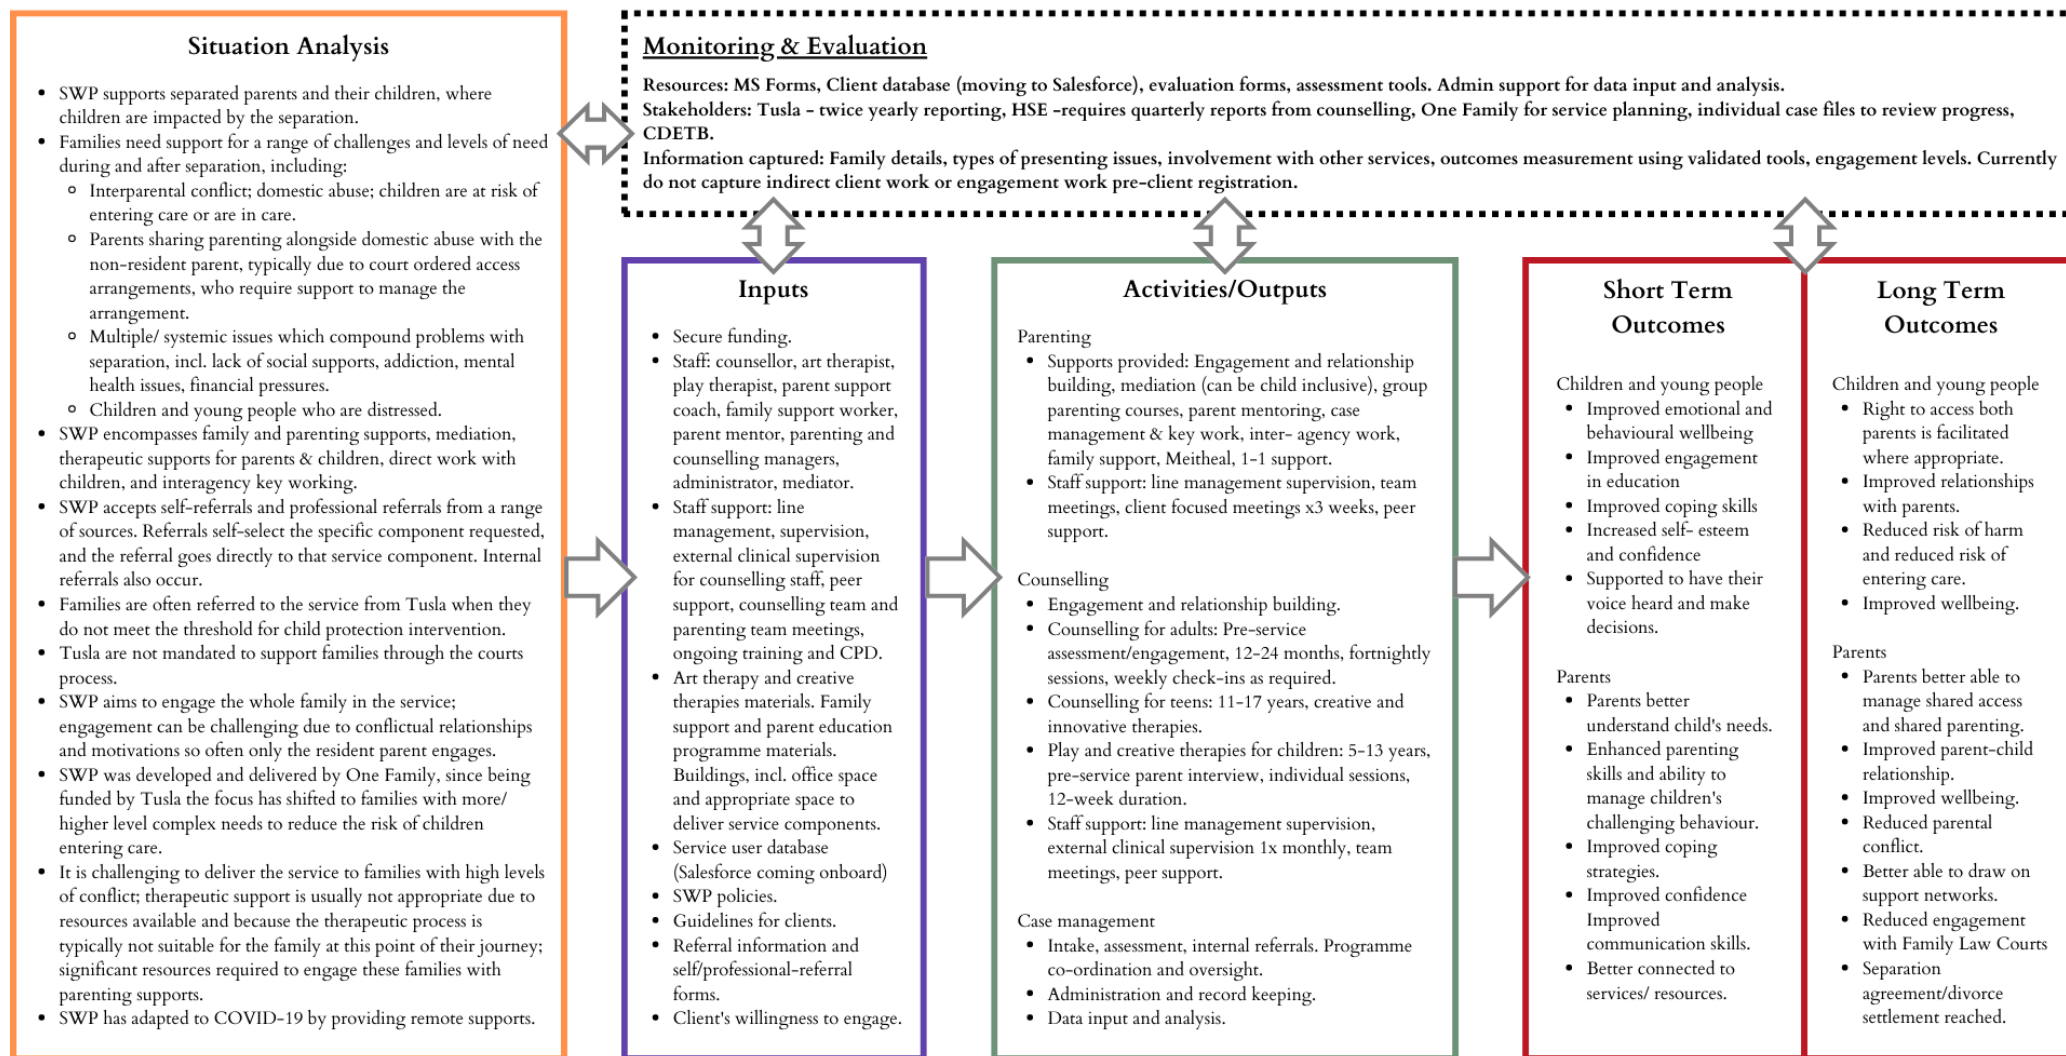 Situation Analysis
• SWP supports separated parents and their children, where
children are impacted by the separation.
• Families need support for a range of challenges and levels of need
during and after separation, including:
◦ Interparental conflict; domestic abuse; children are at risk of
entering care or are in care.
◦ Parents sharing parenting alongside domestic abuse with the
non-resident parent, typically due to court ordered access
arrangements, who require support to manage the
arrangement.
◦ Multiple/ systemic issues which compound problems with
separation, incl. lack of social supports, addiction, mental
health issues, financial pressures.
◦ Children and young people who are distressed.
• SWP encompasses family and parenting supports, mediation,
therapeutic supports for parents & children, direct work with
children, and interagency key working.
• SWP accepts self-referrals and professional referrals from a range
of sources. Referrals self-select the specific component requested,
and the referral goes directly to that service component. Internal
referrals also occur.
• Families are often referred to the service from Tusla when they
do not meet the threshold for child protection intervention.
• Tusla are not mandated to support families through the courts
process.
• SWP aims to engage the whole family in the service;
engagement can be challenging due to conflictual relationships
and motivations so often only the resident parent engages.
• SWP was developed and delivered by One Family, since being
funded by Tusla the focus has shifted to families with more/
higher level complex needs to reduce the risk of children
entering care.
• It is challenging to deliver the service to families with high levels
of conflict; therapeutic support is usually not appropriate due to
resources available and because the therapeutic process is
typically not suitable for the family at this point of their journey;
significant resources required to engage these families with
parenting supports.
• SWP has adapted to COVID-19 by providing remote supports.
Monitoring & Evaluation
Resources: MS Forms, Client database (moving to Salesforce), evaluation forms, assessment tools. Admin support for data input and analysis.
Stakeholders: Tusla - twice yearly reporting, HSE -requires quarterly reports from counselling, One Family for service planning, individual case files to review progress,
CDETB.
Information captured: Family details, types of presenting issues, involvement with other services, outcomes measurement using validated tools, engagement levels. Currently
do not capture indirect client work or engagement work pre-client registration.
Inputs
• Secure funding.
• Staff: counsellor, art therapist,
play therapist, parent support
coach, family support worker,
parent mentor, parenting and
counselling managers,
administrator, mediator.
• Staff support: line
management, supervision,
external clinical supervision
for counselling staff, peer
support, counselling team and
parenting team meetings,
ongoing training and CPD.
• Art therapy and creative
therapies materials. Family
support and parent education
programme materials.
Buildings, incl. office space
and appropriate space to
deliver service components.
• Service user database
(Salesforce coming onboard)
• SWP policies.
• Guidelines for clients.
• Referral information and
self/professional-referral
forms.
• Client's willingness to engage.
Activities/Outputs
Parenting
• Supports provided: Engagement and relationship
building, mediation (can be child inclusive), group
parenting courses, parent mentoring, case
management & key work, inter- agency work,
family support, Meitheal, 1-1 support.
• Staff support: line management supervision, team
meetings, client focused meetings x3 weeks, peer
support.
Counselling
• Engagement and relationship building.
• Counselling for adults: Pre-service
assessment/engagement, 12-24 months, fortnightly
sessions, weekly check-ins as required.
• Counselling for teens: 11-17 years, creative and
innovative therapies.
• Play and creative therapies for children: 5-13 years,
pre-service parent interview, individual sessions,
12-week duration.
• Staff support: line management supervision,
external clinical supervision 1x monthly, team
meetings, peer support.
Case management
• Intake, assessment, internal referrals. Programme
co-ordination and oversight.
• Administration and record keeping.
• Data input and analysis.
Short Term
Outcomes
Children and young people
• Improved emotional and
behavioural wellbeing
• Improved engagement
in education
• Improved coping skills
• Increased self- esteem
and confidence
• Supported to have their
voice heard and make
decisions.
Parents
• Parents better
understand child's needs.
• Enhanced parenting
skills and ability to
manage children's
challenging behaviour.
• Improved coping
strategies.
• Improved confidence
Improved
communication skills.
• Better connected to
services/ resources.
Long Term
Outcomes
Children and young people
• Right to access both
parents is facilitated
where appropriate.
• Improved relationships
with parents.
• Reduced risk of harm
and reduced risk of
entering care.
• Improved wellbeing.
Parents
• Parents better able to
manage shared access
and shared parenting.
• Improved parent-child
relationship.
• Improved wellbeing.
• Reduced parental
conflict.
• Better able to draw on
support networks.
• Reduced engagement
with Family Law Courts
• Separation
agreement/divorce
settlement reached.